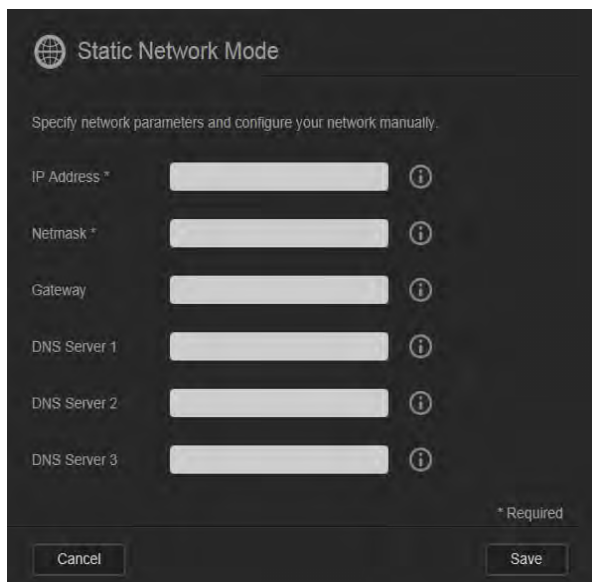 Static Network Mode
Specify network parameters and configure your network manually.
IP Address *
Netmask *
Gateway
DNS Server 1
DNS Server 2
DNS Server 3
* Required
Cancel
Save